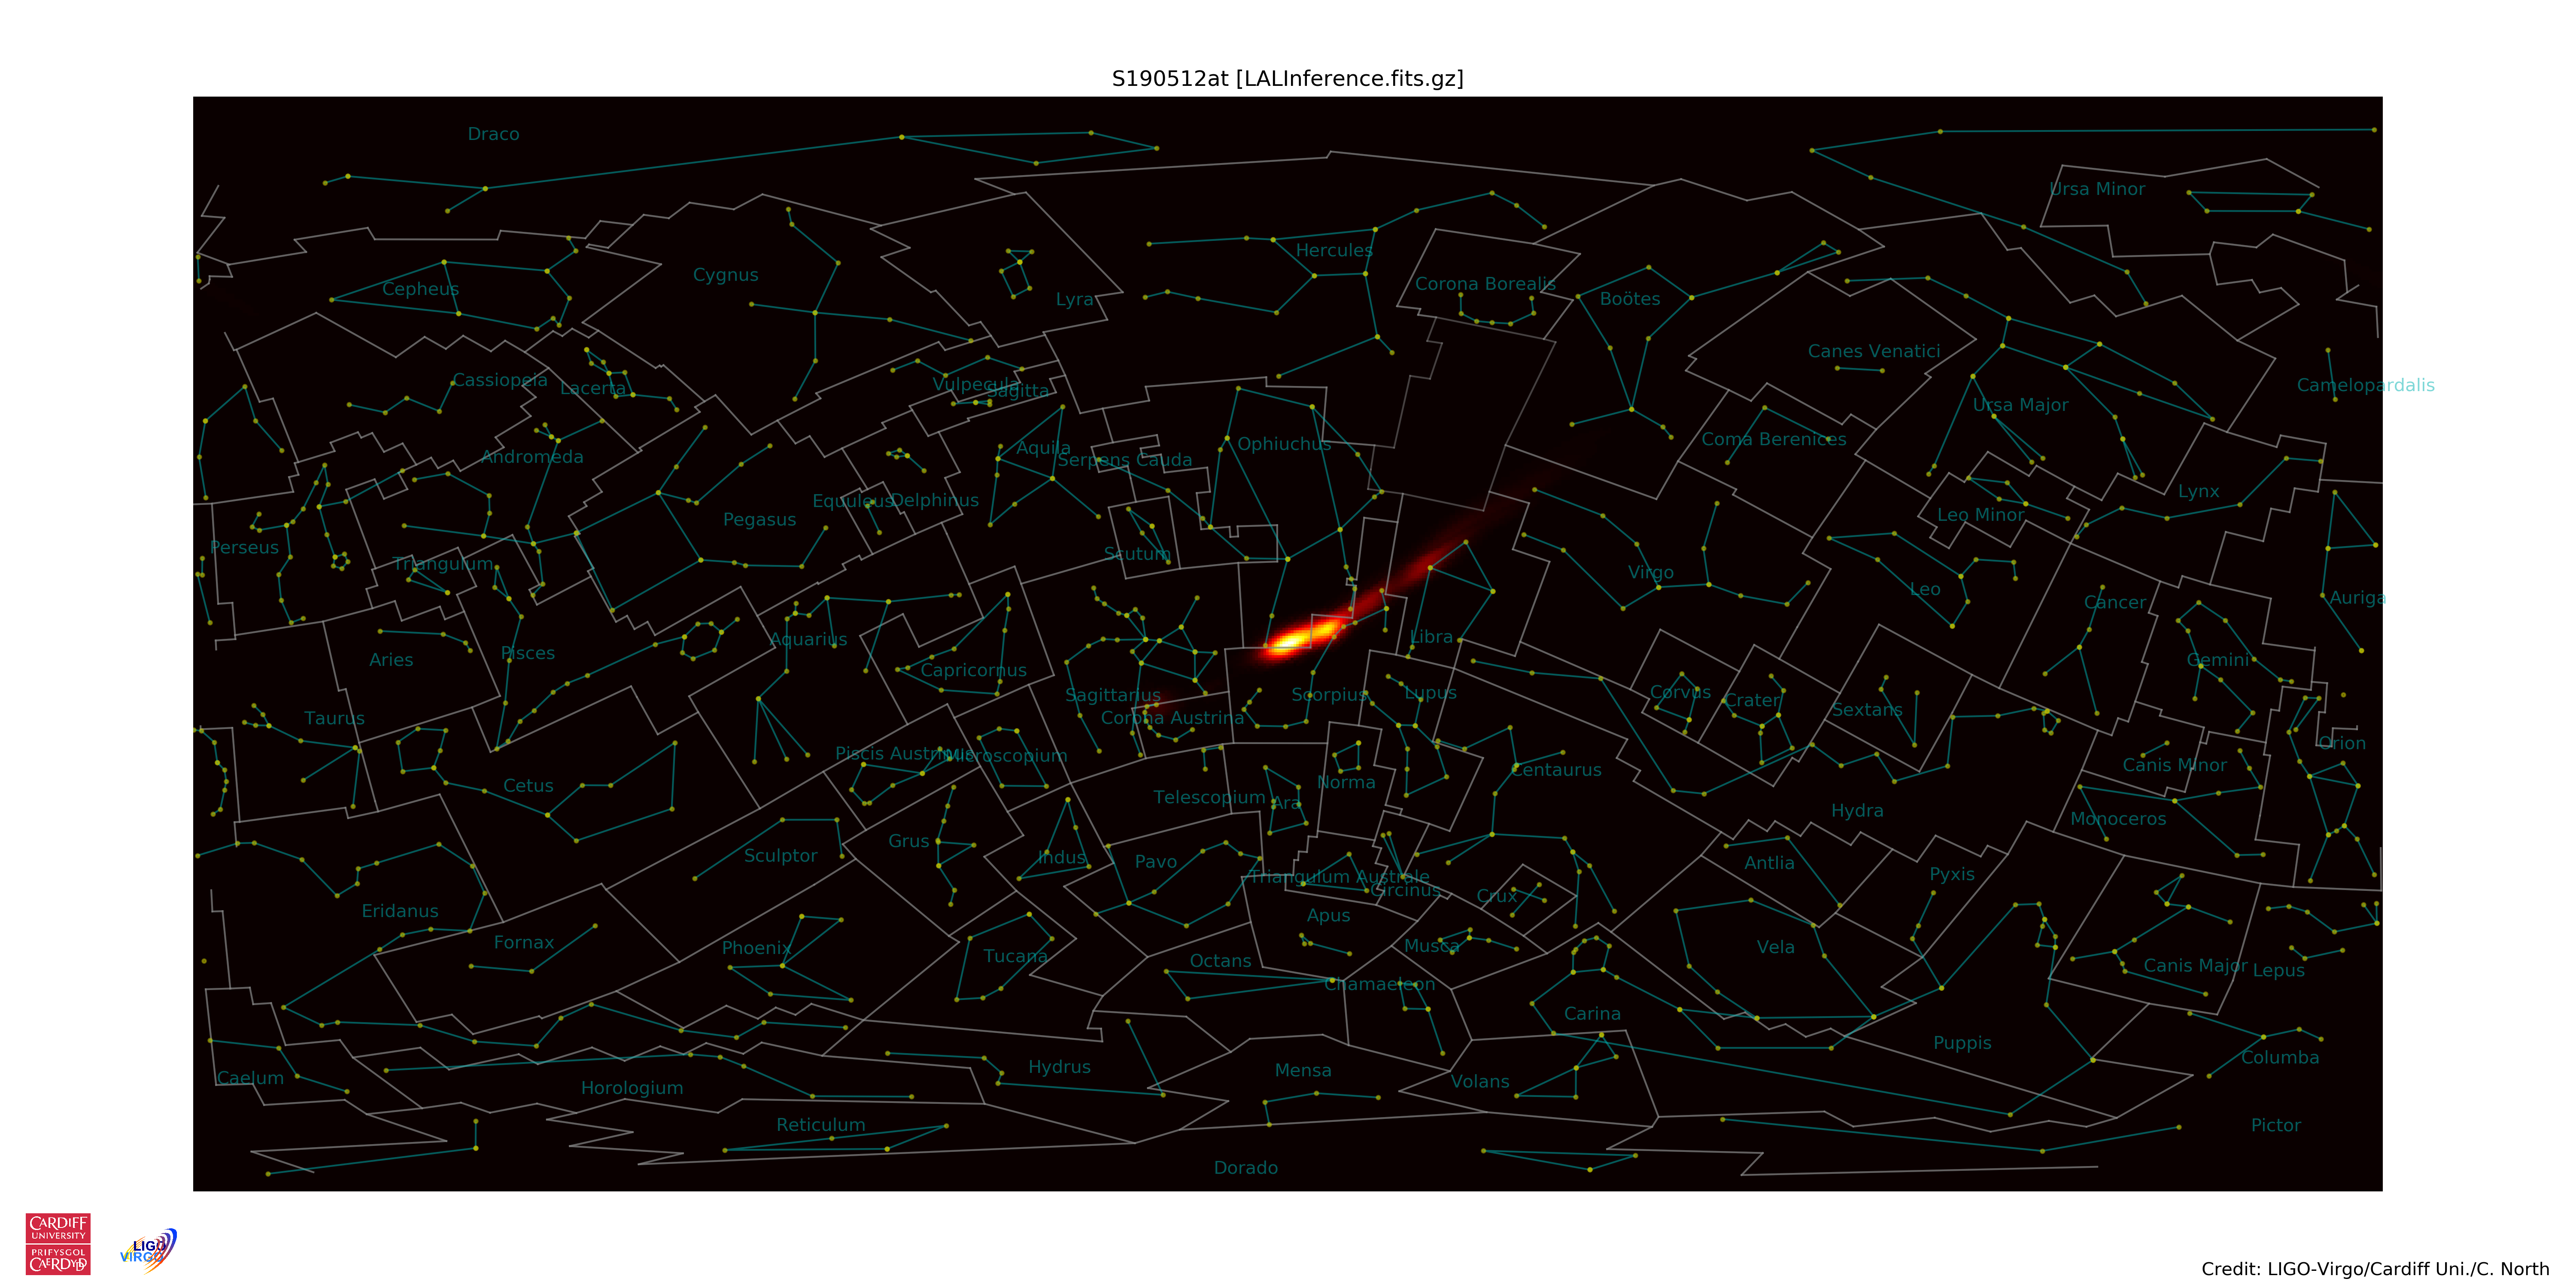 S190512at [LALInference.fits.gz]
Draco
Ursa Minor
Hercules
Cygnus
Corona Borealis
Cepheus
Lyra
Boötes
Canes Venatici
Cassiopeia
Lacerta
Vulpecula
Sagitta
Camelopardalis
Ursa Major
Coma Berenices
Aquila
Ophiuchus
Andromeda
Serpens Cauda
Lynx
Equuleus
Delphinus
Pegasus
Leo Minor
Perseus
Scutum
Triangulum
Virgo
Leo
Auriga
Cancer
Aquarius
Libra
Pisces
Aries
Capricornus
Gemini
Sagittarius
Scorpius
Lupus
Corvus
Crater
Sextans
Taurus
Corona Austrina
Orion
Piscis Austrinus
Microscopium
Centaurus
Canis Minor
Cetus
Norma
Telescopium
Ara
Hydra
Monoceros
Grus
Sculptor
Indus
Pavo
Antlia
Pyxis
Triangulum Australe
Circinus
Crux
Eridanus
Apus
Fornax
Phoenix
Musca
Vela
Tucana
Octans
Canis Major
Lepus
Chamaeleon
Carina
Puppis
Columba
Hydrus
Mensa
Caelum
Horologium
Volans
Reticulum
Pictor
Dorado
CARDIFF
UNIVERSITY
PRIFYSGOL
CAERDYDD
LIGO
VIRGO
Credit: LIGO-Virgo/Cardiff Uni./C. North